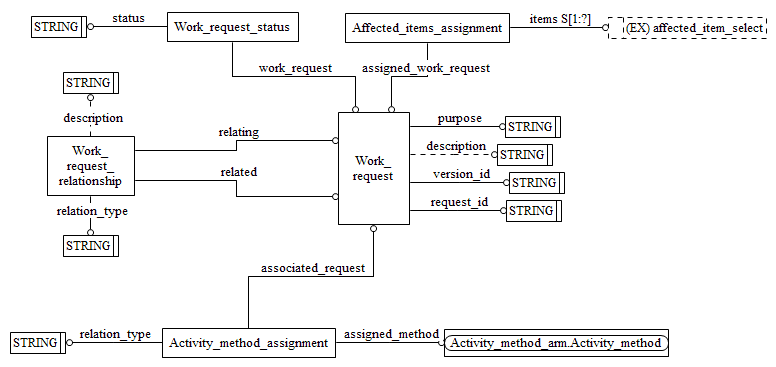 STRING
status
Work_request_status
Affected_items_assignment
items S[1:?]
(EX) affected_item_select
work_request
assigned_work_request
STRING
description
Work_
request_
relationship
relating
related
relation_type
STRING
Work_
request
purpose
STRING
description
STRING
version_id
STRING
request_id
STRING
associated_request
STRING
relation_type
Activity_method_assignment
assigned_method
Activity_method_arm.Activity_method